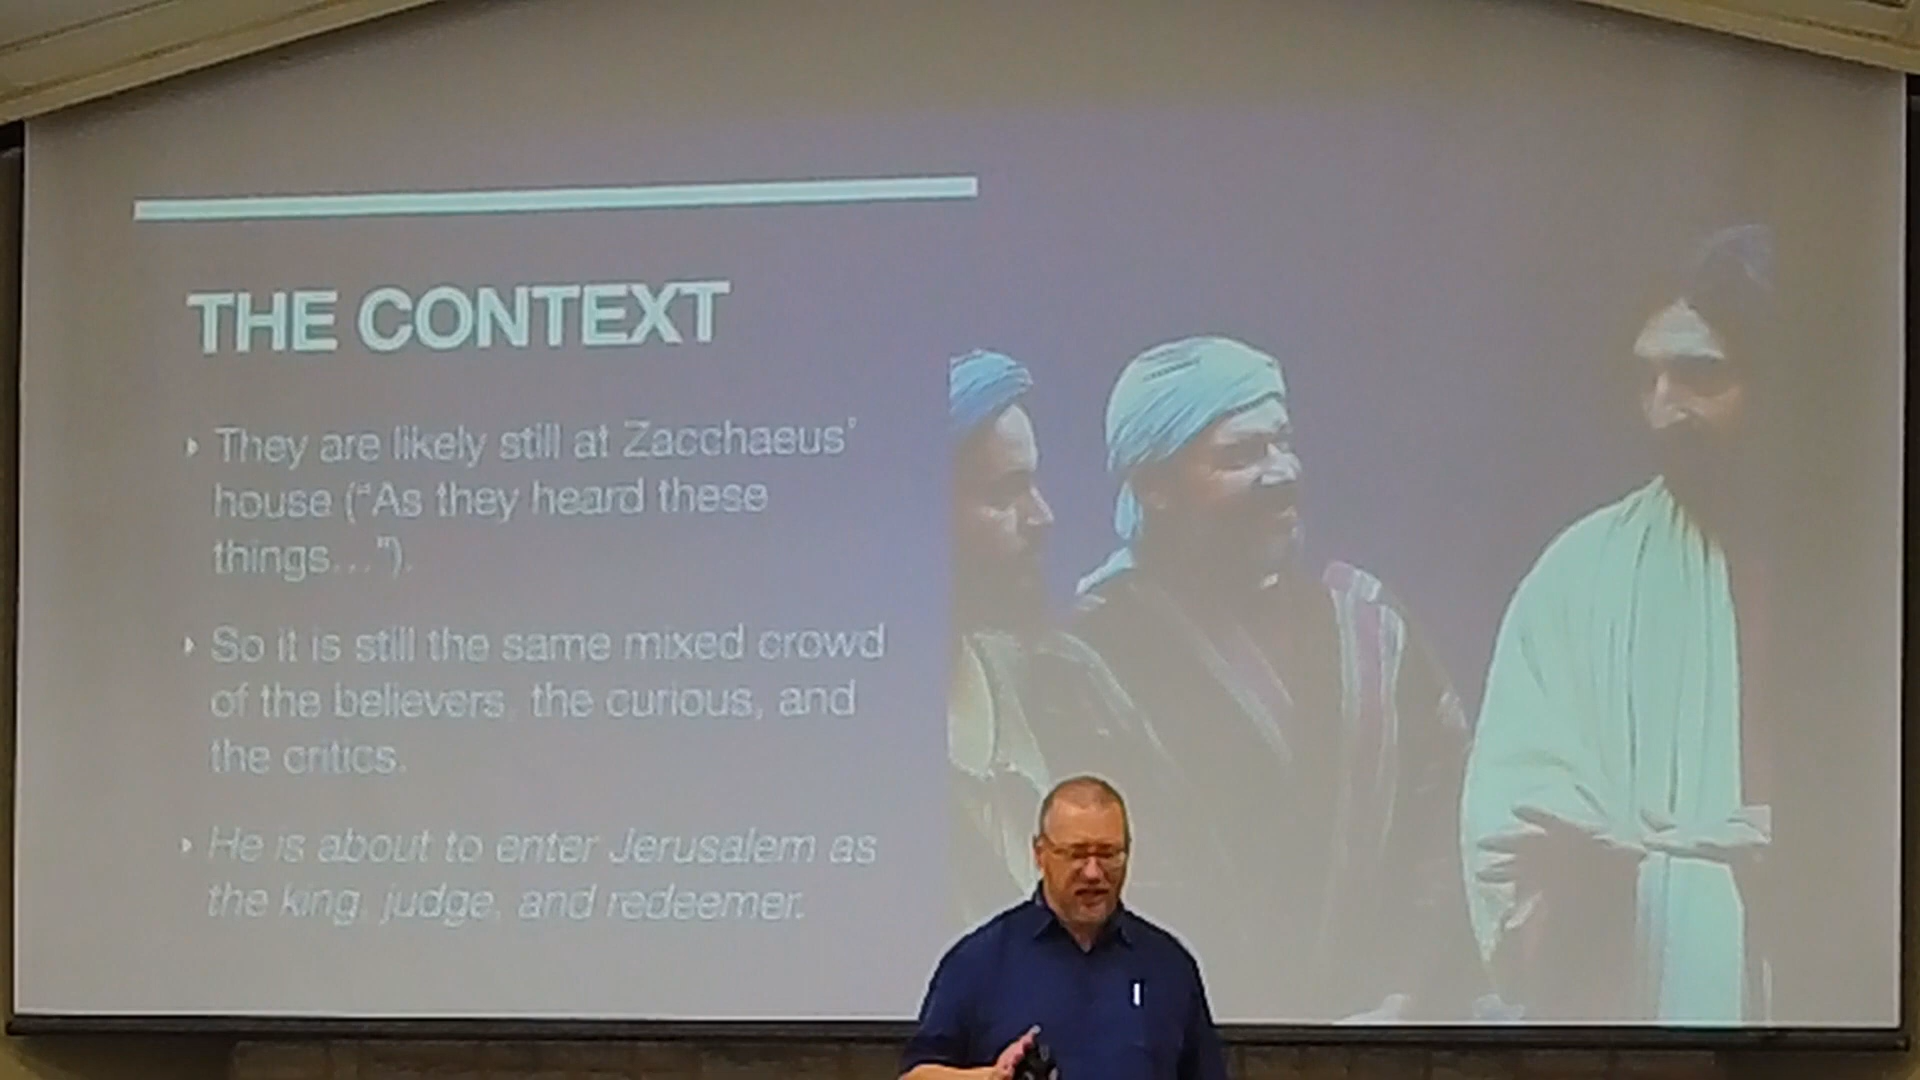 THE CONTEXT
They are likely still at Zacchaeus'
house ("As they heard these
things…").
So it is still the same mixed crowd
of the believers, the curious, and
the critics.
He is about to enter Jerusalem as
the king, judge, and redeemer.